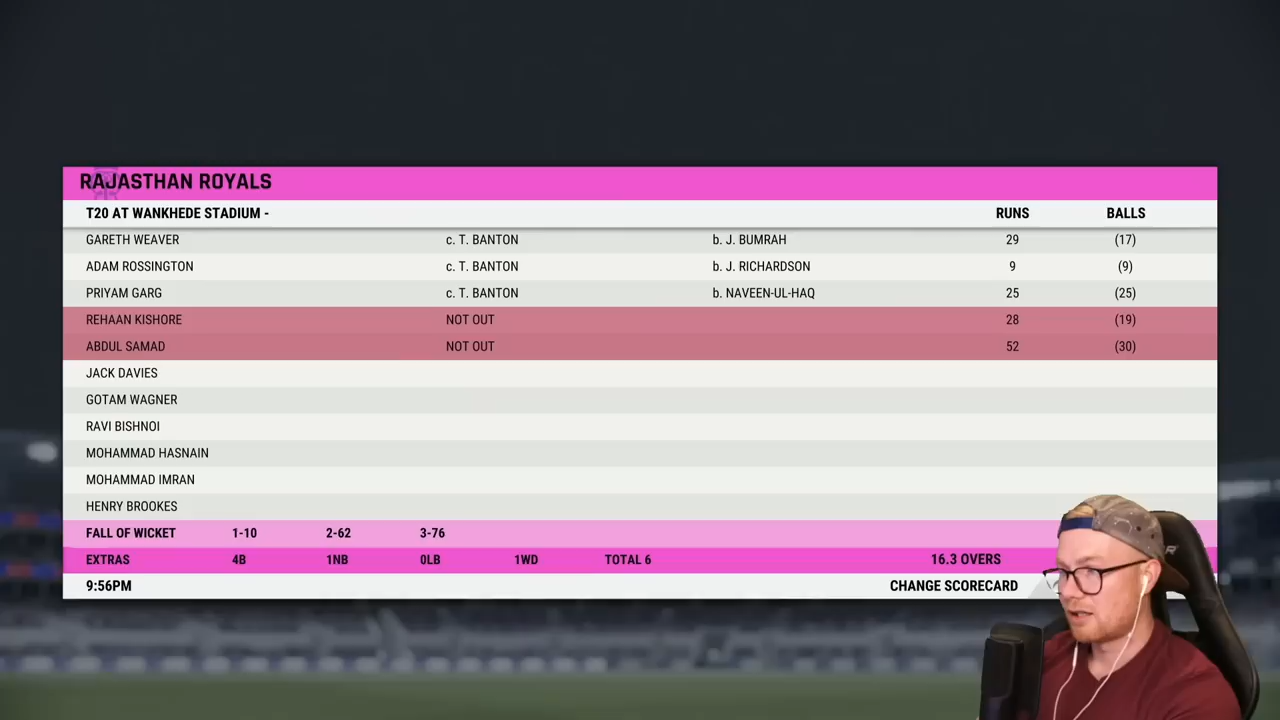 RAJASTHAN ROYALS
T20 AT WANKHEDE STADIUM - RUNS BALLS
GARETH WEAVER c. T. BANTON b. J. BUMRAH 29 (17)
ADAM ROSSINGTON c. T. BANTON b. J. RICHARDSON 9 (9)
PRIYAM GARG c. T. BANTON b. NAVEEN-UL-HAQ 25 (25)
REHAAN KISHORE NOT OUT 28 (19)
ABDUL SAMAD NOT OUT 52 (30)
JACK DAVIES
GOTAM WAGNER
RAVI BISHNOI
MOHAMMAD HASNAIN
MOHAMMAD IMRAN
HENRY BROOKES
FALL OF WICKET 1-10 2-62 3-76
EXTRAS 4B 1NB 0LB 1WD TOTAL 6 16.3 OVERS
9:56PM CHANGE SCORECARD